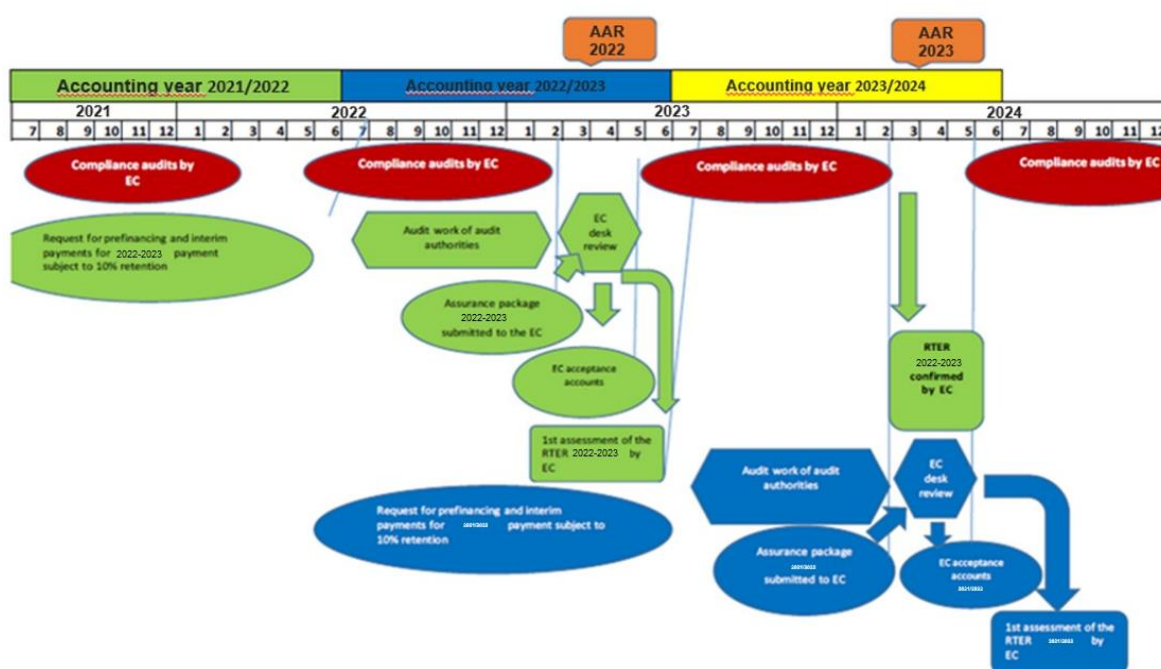 AAR
2022
AAR
2023
Accounting year 2021/2022
Accounting year 2022/2023
Accounting year 2023/2024
2021
2022
2023
2024
7 8 9 10 11 12 1 2 3 4 5 6 7 8 9 10 11 12 1 2 3 4 5 6 7 8 9 10 11 12 1 2 3 4 5 6 7 8 9 10 11 12
Compliance audits by
EC
Compliance audits by EC
Compliance audits by EC
Compliance audits by EC
Request for prefinancing and interim
payments for 2022-2023 payment
subject to 10% retention
Audit work of audit
authorities
EC
desk
review
Assurance package
2022-2023
submitted to the EC
EC acceptance
accounts
1st assessment of the
RTER 2022-2023 by
EC
RTER
2022-2023
confirmed
by EC
Request for prefinancing and interim
payments for 2021/2022 payment subject to
10% retention
Audit work of audit
authorities
EC
desk
review
Assurance package
2021/2022
submitted to EC
EC acceptance
accounts
2021/2022
1st assessment of the
RTER 2021/2022 by
EC